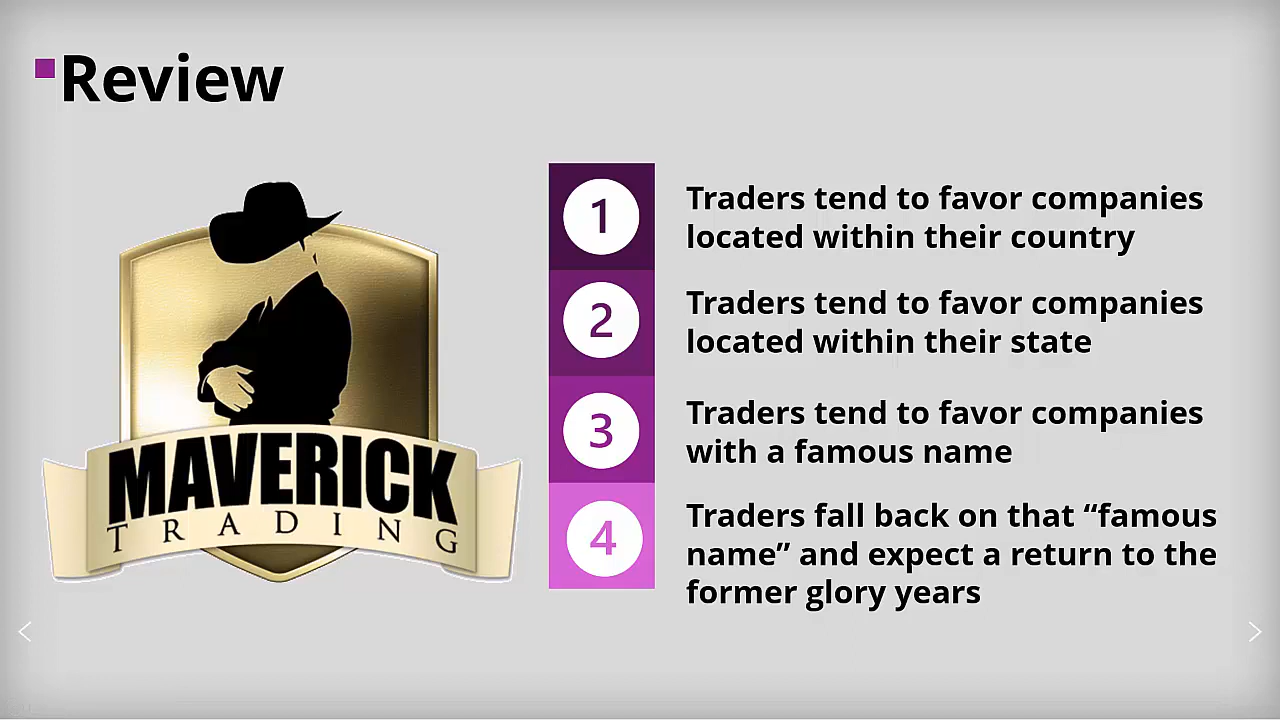 Review
MAVERICK
TRADING
1
Traders tend to favor companies
located within their country
2
Traders tend to favor companies
located within their state
3
Traders tend to favor companies
with a famous name
4
Traders fall back on that “famous
name” and expect a return to the
former glory years